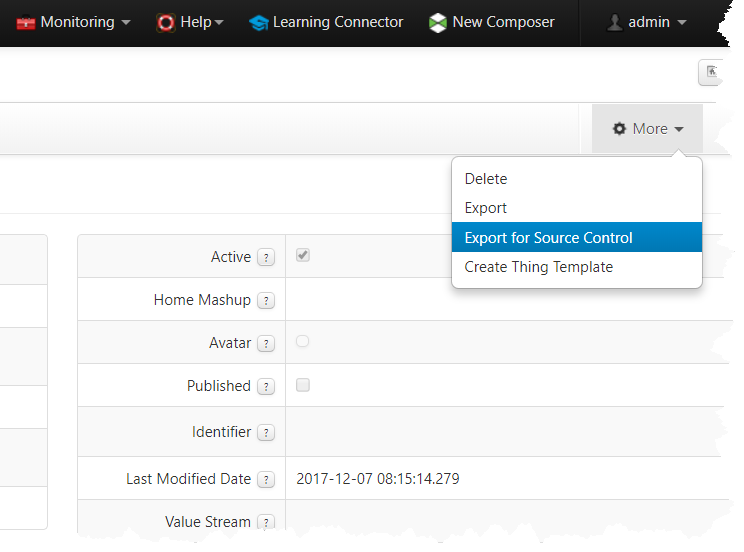 Monitoring Help Learning Connector New Composer admin
More
Delete
Export
Export for Source Control
Create Thing Template
Active ?
Home Mashup ?
Avatar ?
Published ?
Identifier ?
Last Modified Date ? 2017-12-07 08:15:14.279
Value Stream ?